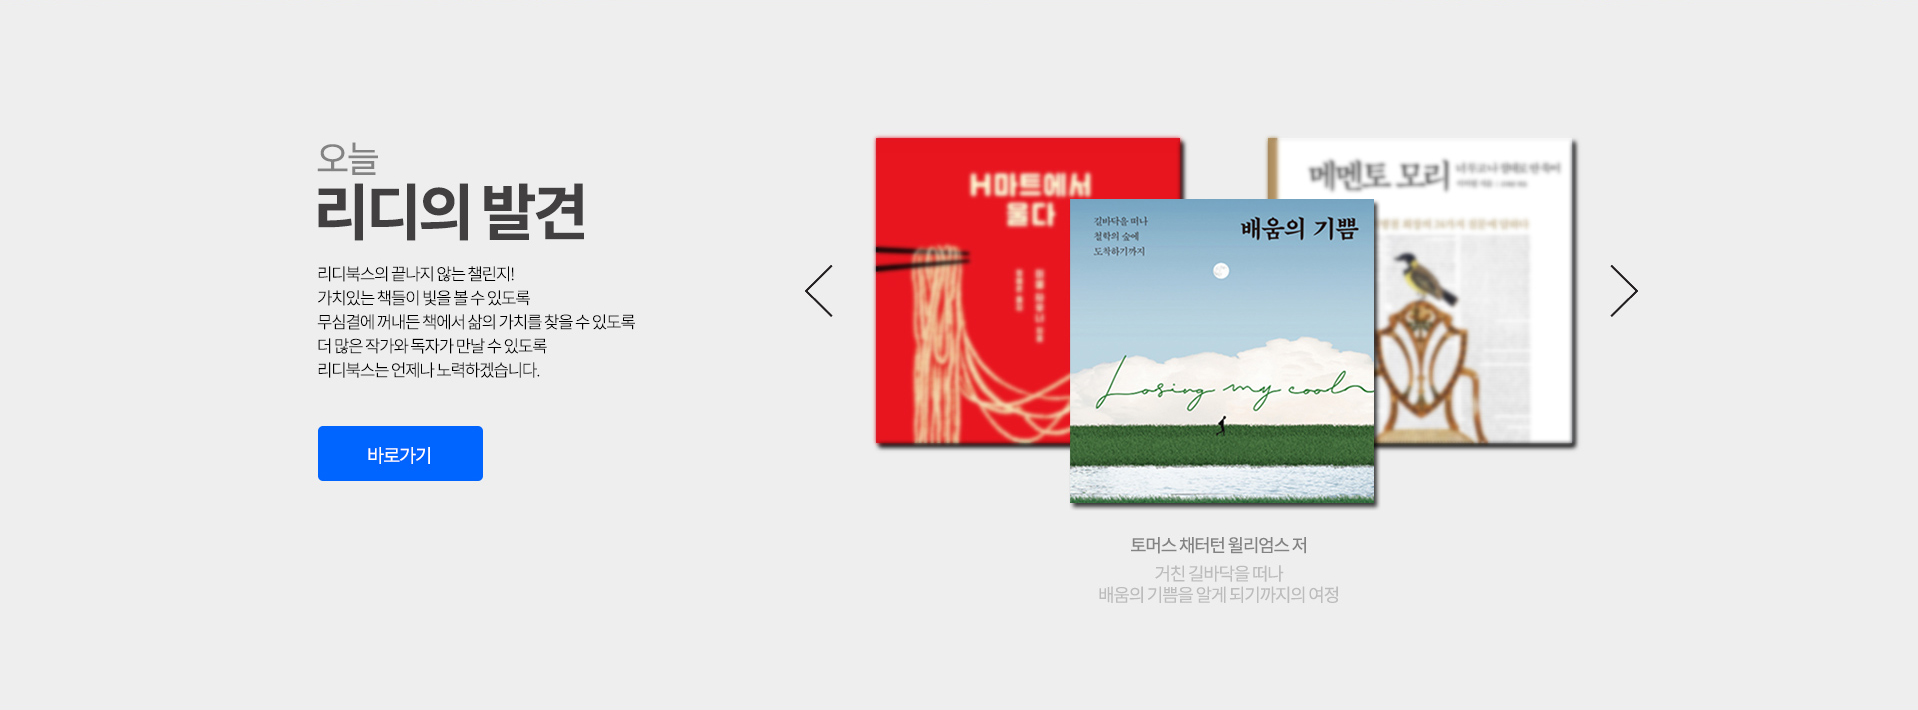 오늘
리디의 발견
리디북스의 끝나지 않는 챌린지!
가치있는 책들이 빛을 볼 수 있도록
무심결에 꺼내든 책에서 삶의 가치를 찾을 수 있도록
더 많은 작가와 독자가 만날 수 있도록
리디북스는 언제나 노력하겠습니다.
바로가기
H마트에서
울다
길바닥을 떠나
철학의 숲에
도착하기까지
배움의 기쁨
Losing my cool
메멘토 모리
토머스 채터턴 윌리엄스 저
거친 길바닥을 떠나
배움의 기쁨을 알게 되기까지의 여정